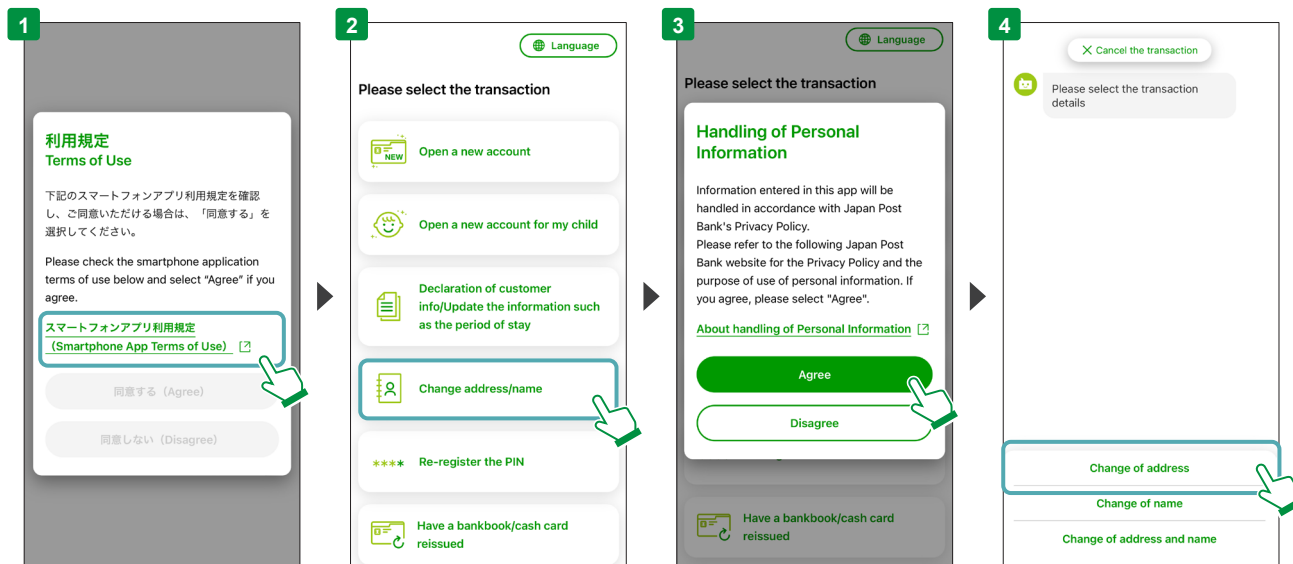 1
利用規定
Terms of Use
下記のスマートフォンアプリ利用規定を確認
し、ご同意いただける場合は、「同意する」を
選択してください。
Please check the smartphone application
terms of use below and select “Agree” if you
agree.
スマートフォンアプリ利用規定
（Smartphone App Terms of Use）
同意する（Agree）
同意しない（Disagree）
2
Language
Please select the transaction
NEW
Open a new account
Open a new account for my child
Declaration of customer
info/Update the information such
as the period of stay
Change address/name
****
Re-register the PIN
Have a bankbook/cash card
reissued
3
Language
Please select the transaction
Handling of Personal
Information
Information entered in this app will be
handled in accordance with Japan Post
Bank's Privacy Policy.
Please refer to the following Japan Post
Bank website for the Privacy Policy and the
purpose of use of personal information. If
you agree, please select "Agree".
About handling of Personal Information
Agree
Disagree
Have a bankbook/cash card
reissued
4
Cancel the transaction
Please select the transaction
details
Change of address
Change of name
Change of address and name